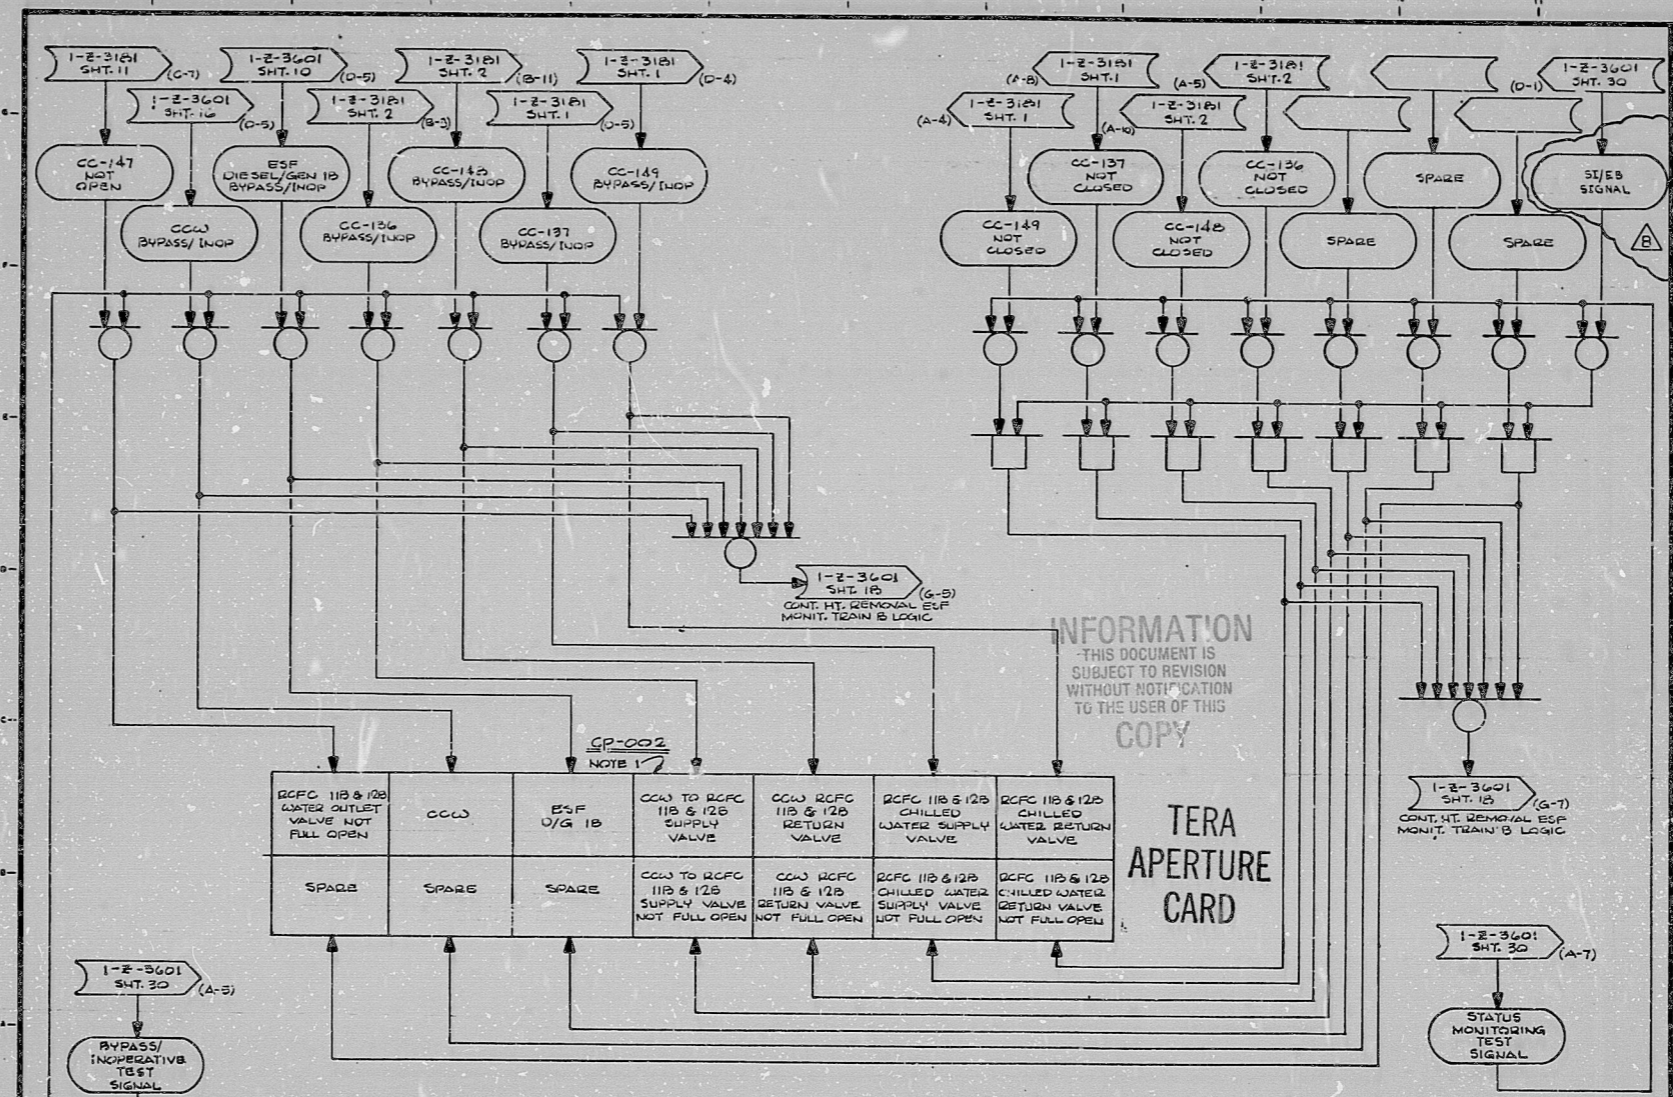 1-Z-3181
SHT. 11
(G-7)
1-Z-3601
SHT. 10
(D-5)
1-Z-3181
SHT. 2
(B-11)
1-Z-3181
SHT. 1
(D-4)
1-Z-3601
SHT. 16
(D-5)
1-Z-3181
SHT. 2
(B-3)
1-Z-3181
SHT. 1
(D-5)
(A-8)
1-Z-3181
SHT. 1
(A-5)
1-Z-3181
SHT. 2
(D-1)
1-Z-3601
SHT. 30
(A-4)
1-Z-3181
SHT. 1
(A-10)
1-Z-3181
SHT. 2
CC-147
NOT
OPEN
ESF
DIESEL/GEN 1B
BYPASS/INOP
CC-148
BYPASS/INOP
CC-149
BYPASS/INOP
CCW
BYPASS/INOP
CC-136
BYPASS/INOP
CC-137
BYPASS/INOP
CC-137
NOT
CLOSED
CC-136
NOT
CLOSED
SPARE
SI/EB
SIGNAL
CC-149
NOT
CLOSED
CC-148
NOT
CLOSED
SPARE
SPARE
B
G
F
E
D
C
B
A
1-Z-3601
SHT. 18
(G-5)
CONT. HT. REMOVAL ESF
MONIT. TRAIN B LOGIC
INFORMATION
THIS DOCUMENT IS
SUBJECT TO REVISION
WITHOUT NOTIFICATION
TO THE USER OF THIS
COPY
CP-002
NOTE 1
RCFC 11B & 12B
WATER OUTLET
VALVE NOT
FULL OPEN
CCW
ESF
D/G 1B
CCW TO RCFC
11B & 12B
SUPPLY
VALVE
CCW RCFC
11B & 12B
RETURN
VALVE
RCFC 11B & 12B
CHILLED
WATER SUPPLY
VALVE
RCFC 11B & 12B
CHILLED
WATER RETURN
VALVE
SPARE
SPARE
SPARE
CCW TO RCFC
11B & 12B
SUPPLY VALVE
NOT FULL OPEN
CCW RCFC
11B & 12B
RETURN VALVE
NOT FULL OPEN
RCFC 11B & 12B
CHILLED WATER
SUPPLY VALVE
NOT FULL OPEN
RCFC 11B & 12B
CHILLED WATER
RETURN VALVE
NOT FULL OPEN
TERA
APERTURE
CARD
1-Z-3601
SHT. 18
(G-7)
CONT. HT. REMOVAL ESF
MONIT. TRAIN B LOGIC
1-Z-3601
SHT. 30
(A-5)
BYPASS/
INOPERATIVE
TEST
SIGNAL
1-Z-3601
SHT. 30
(A-7)
STATUS
MONITORING
TEST
SIGNAL